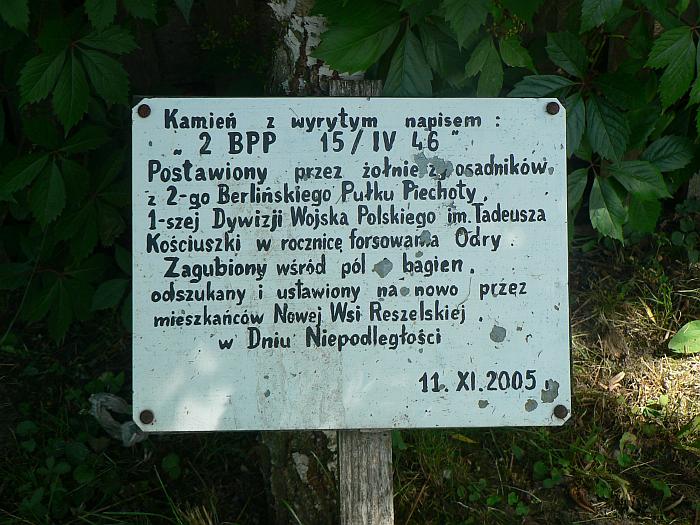 Kamień z wyrytym napisem :
„ 2 BPP 15/IV 46 "
Postawiony przez żołnierzy osadników
z 2-go Berlińskiego Pułku Piechoty
1-szej Dywizji Wojska Polskiego im. Tadeusza
Kościuszki w rocznicę forsowania Odry .
Zagubiony wśród pól bagien ,
odszukany i ustawiony na nowo przez
mieszkańców Nowej Wsi Reszelskiej .
w Dniu Niepodległości
11. XI. 2005